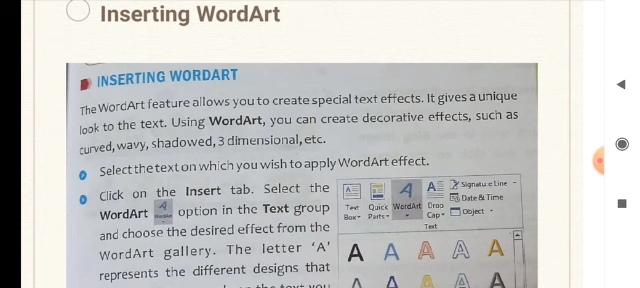 Inserting WordArt
INSERTING WORDART
The WordArt feature allows you to create special text effects. It gives a unique
look to the text. Using WordArt, you can create decorative effects, such as
curved, wavy, shadowed, 3 dimensional, etc.
Select the text on which you wish to apply WordArt effect.
Click on the Insert tab. Select the
WordArt WordArt option in the Text group
and choose the desired effect from the
WordArt gallery. The letter ‘A’
represents the different designs that
Text Box
Quick Parts
WordArt
Drop Cap
Signature Line
Date & Time
Object
Text
A A A A A
A A A A A